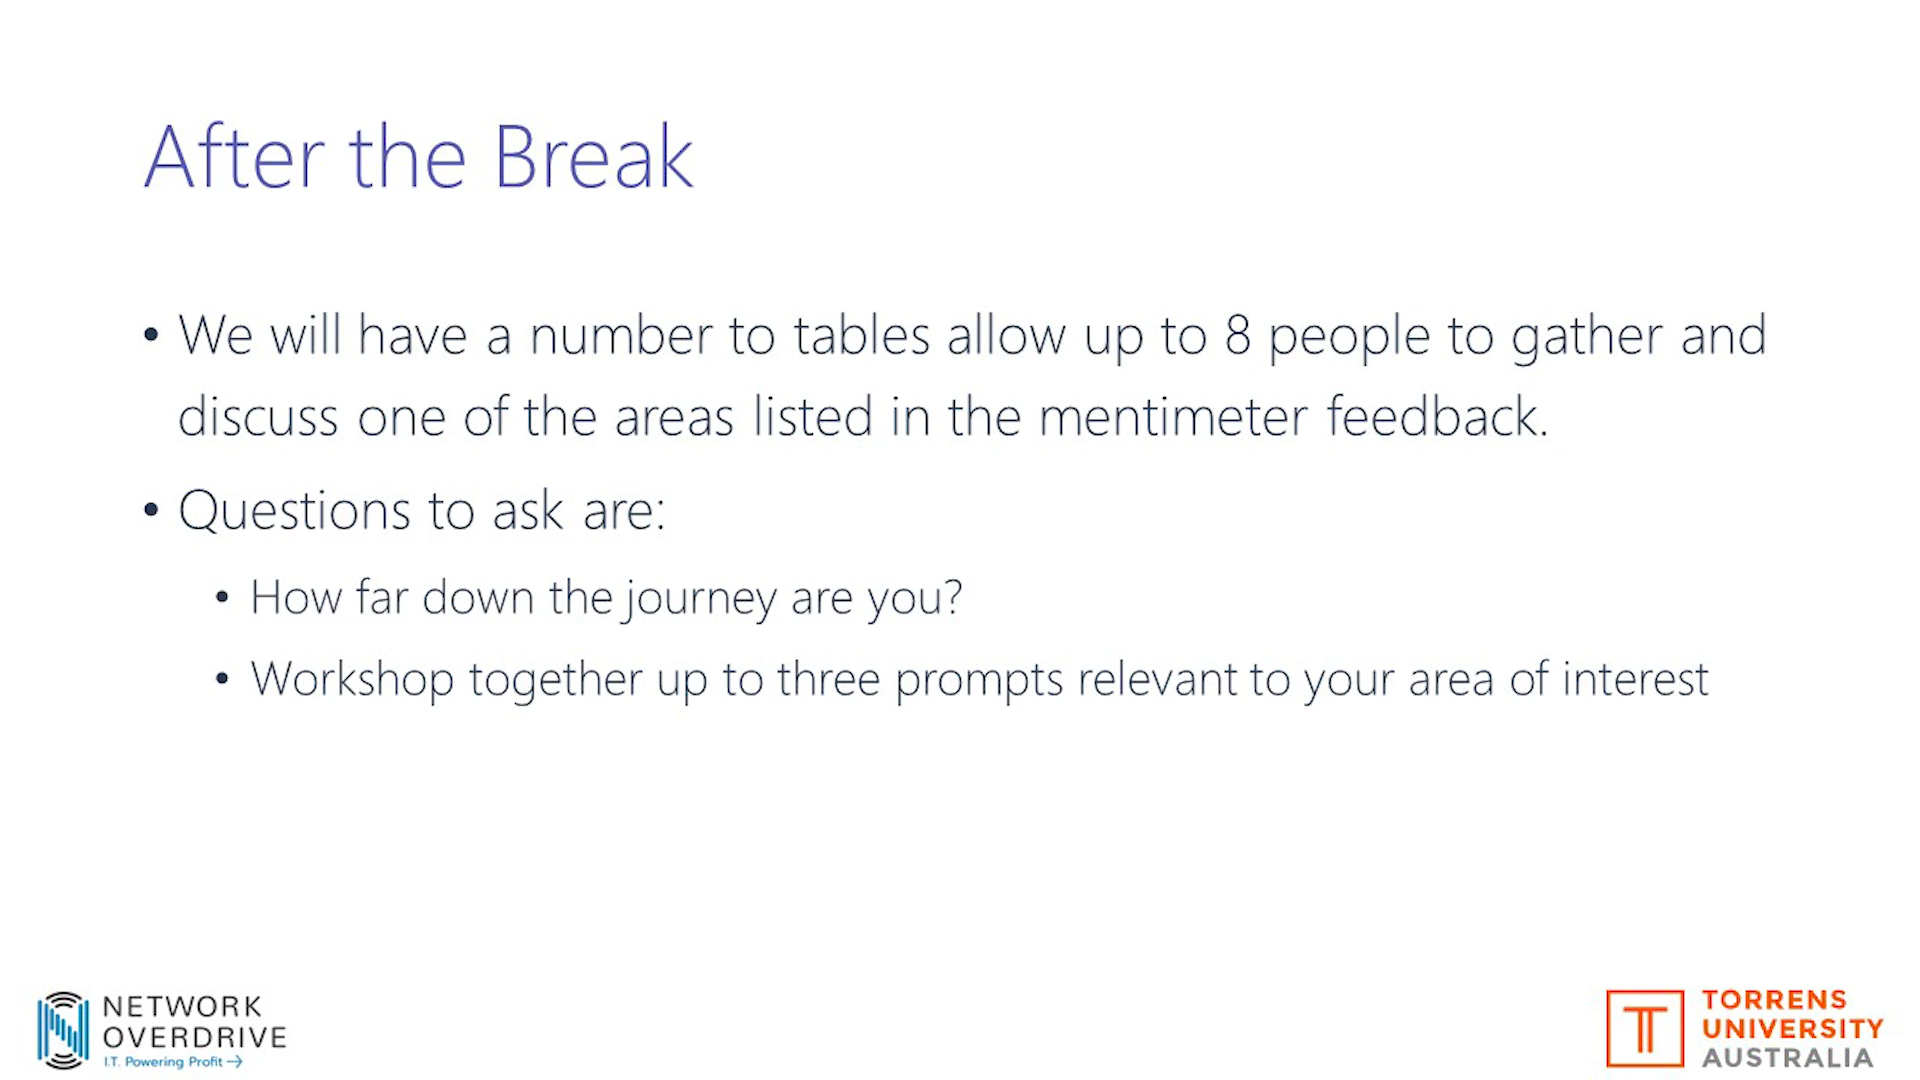 After the Break
• We will have a number to tables allow up to 8 people to gather and
discuss one of the areas listed in the mentimeter feedback.
• Questions to ask are:
• How far down the journey are you?
• Workshop together up to three prompts relevant to your area of interest
NETWORK
OVERDRIVE
I.T. Powering Profit →
TORRENS
UNIVERSITY
AUSTRALIA